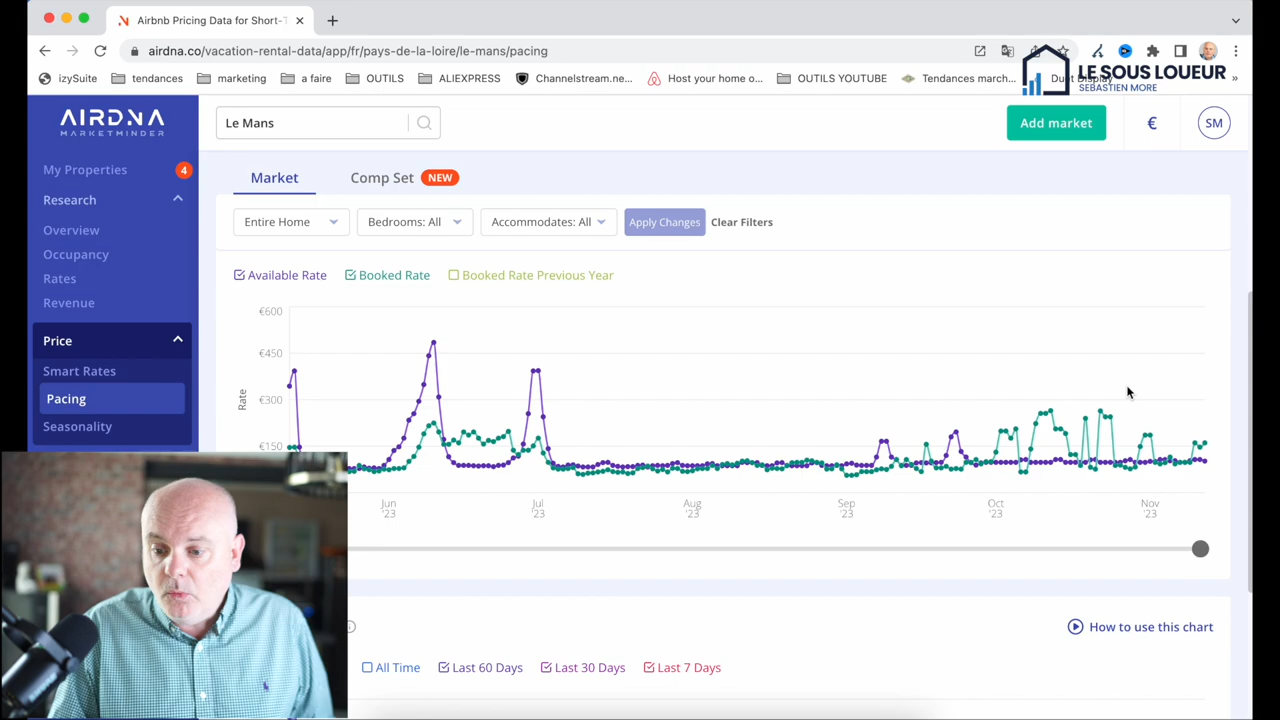 Airbnb Pricing Data for Short-T
airdna.co/vacation-rental-data/app/fr/pays-de-la-loire/le-mans/pacing
izySuite
tendances
marketing
a faire
OUTILS
ALIEXPRESS
Channelstream.ne...
Host your home o...
OUTILS YOUTUBE
Tendances march...
Duet Display
»
LE SOUS LOUEUR
SEBASTIEN MORE
AIRDNA
MARKETMINDER
Le Mans
Add market
€
SM
My Properties
4
Research
Overview
Occupancy
Rates
Revenue
Price
Smart Rates
Pacing
Seasonality
Market
Comp Set NEW
Entire Home
Bedrooms: All
Accommodates: All
Apply Changes
Clear Filters
Available Rate
Booked Rate
Booked Rate Previous Year
€600
€450
€300
€150
Rate
Jun '23
Jul '23
Aug '23
Sep '23
Oct '23
Nov '23
How to use this chart
All Time
Last 60 Days
Last 30 Days
Last 7 Days